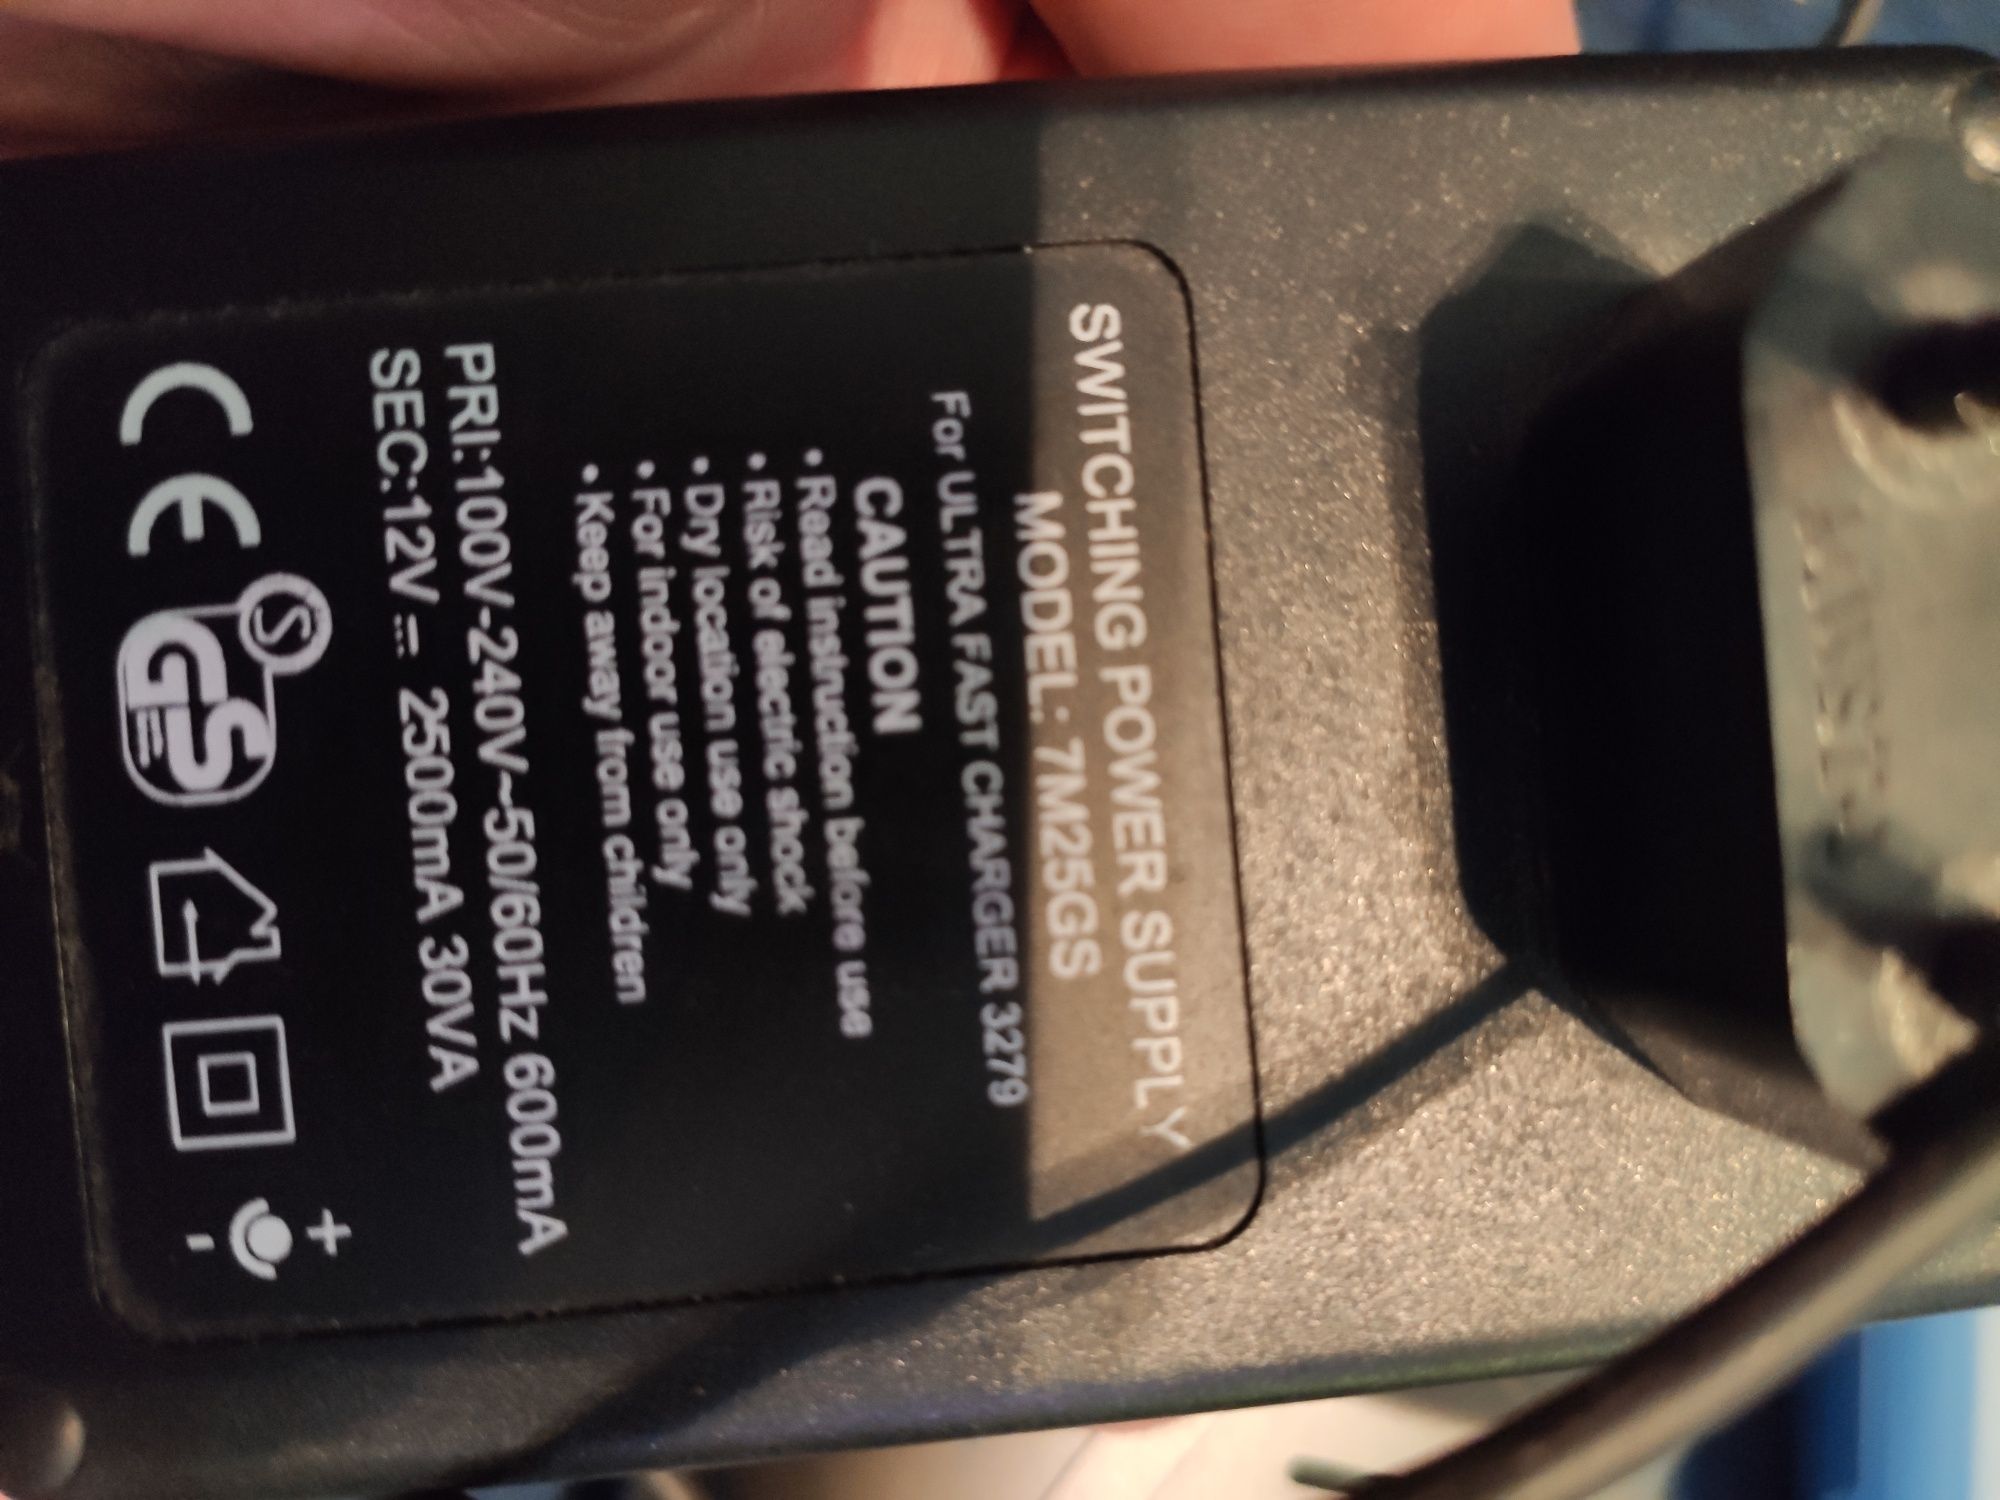 SWITCHING POWER SUPPLY
MODEL: 7M25GS
For ULTRA FAST CHARGER 3279
CAUTION
• Read instruction before use
• Risk of electric shock
• Dry location use only
• For indoor use only
• Keep away from children
PRI:100V-240V~50/60Hz 600mA
SEC:12V⎓ 2500mA 30VA
CE S GS + -